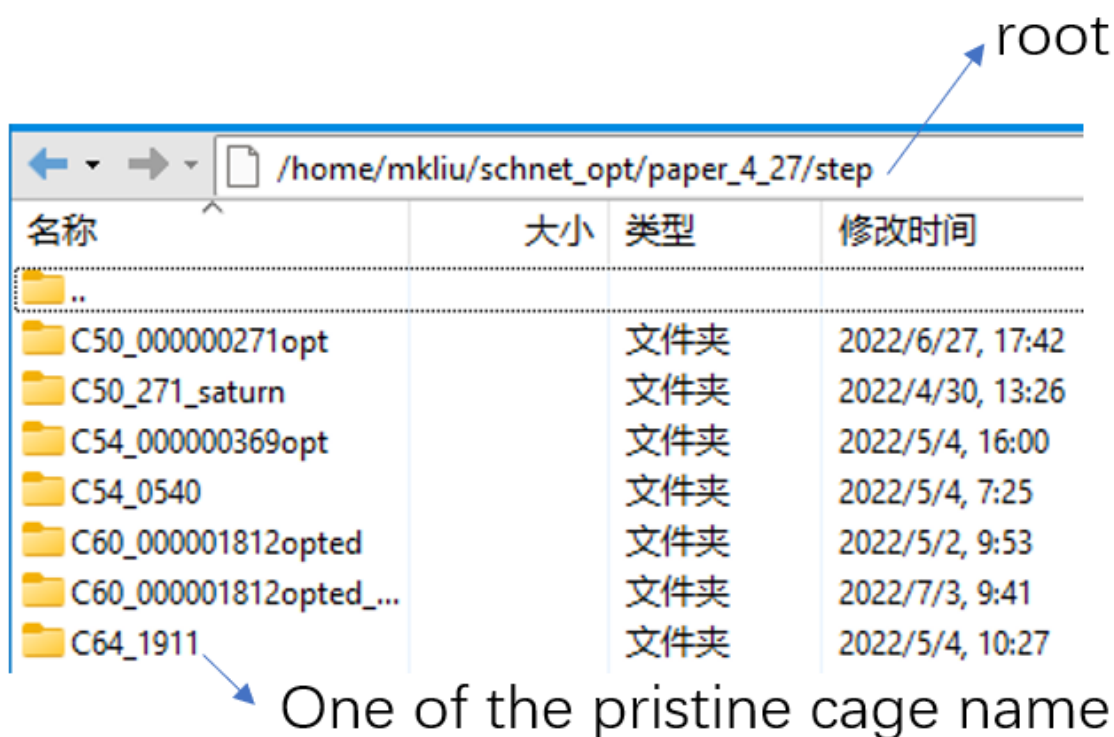 root
/home/mkliu/schnet_opt/paper_4_27/step
名称 大小 类型 修改时间
..
C50_000000271opt 文件夹 2022/6/27, 17:42
C50_271_saturn 文件夹 2022/4/30, 13:26
C54_000000369opt 文件夹 2022/5/4, 16:00
C54_0540 文件夹 2022/5/4, 7:25
C60_000001812opted 文件夹 2022/5/2, 9:53
C60_000001812opted_... 文件夹 2022/7/3, 9:41
C64_1911 文件夹 2022/5/4, 10:27
One of the pristine cage name